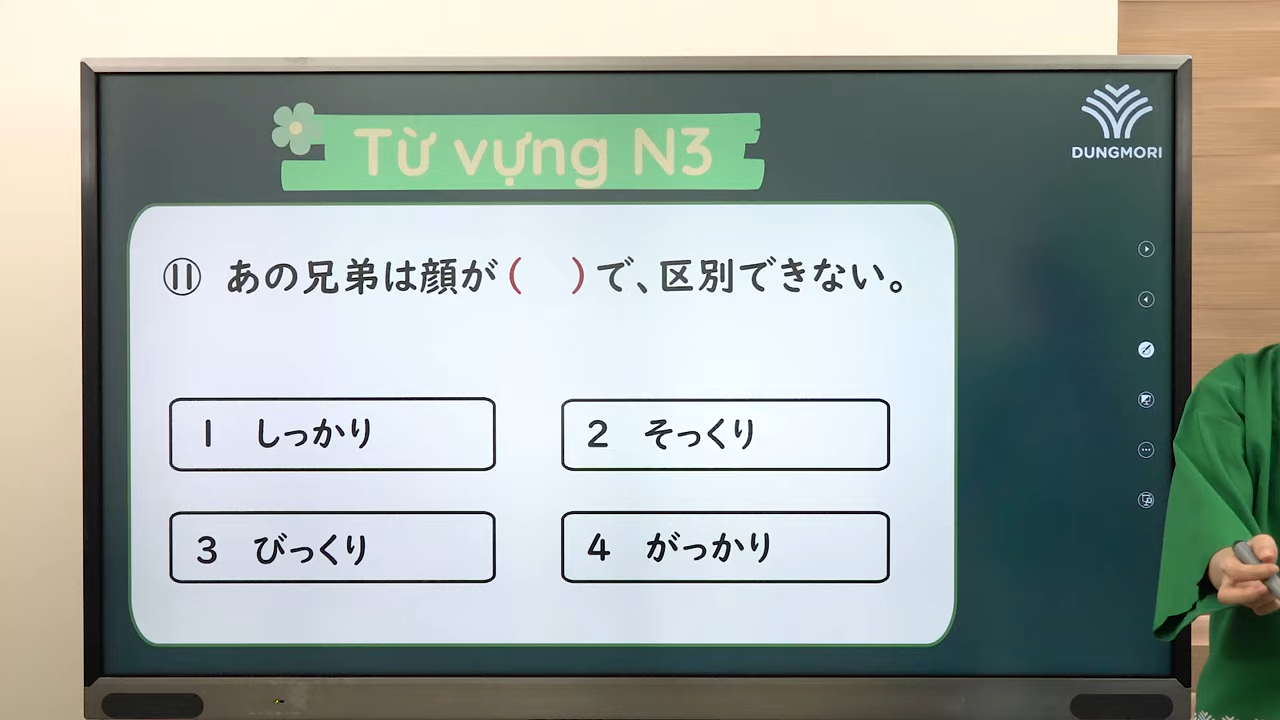 Từ vựng N3
DUNGMORI
⑪ あの兄弟は顔が（　）で、区別できない。
1 しっかり
2 そっくり
3 びっくり
4 がっかり